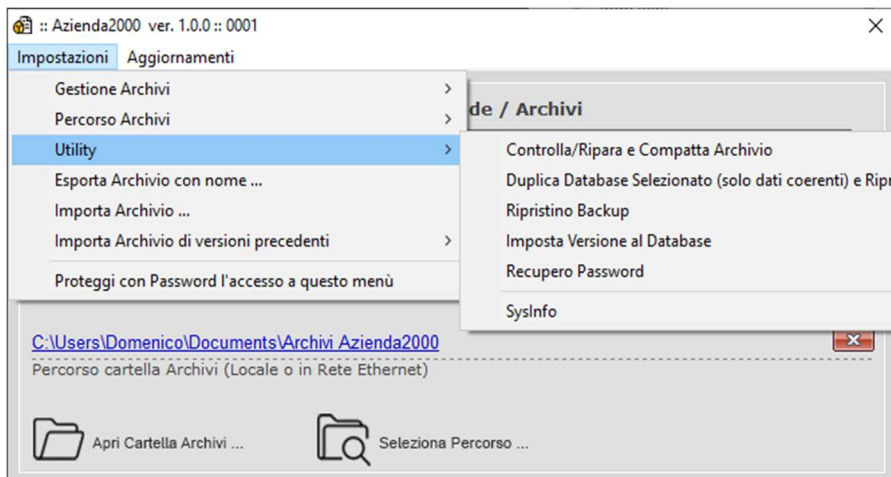 :: Azienda2000 ver. 1.0.0 :: 0001
Impostazioni Aggiornamenti
Gestione Archivi
Percorso Archivi
Utility
Esporta Archivio con nome ...
Importa Archivio ...
Importa Archivio di versioni precedenti
Proteggi con Password l'accesso a questo menù
de / Archivi
Controlla/Ripara e Compatta Archivio
Duplica Database Selezionato (solo dati coerenti) e Ripr
Ripristino Backup
Imposta Versione al Database
Recupero Password
SysInfo
C:\Users\Domenico\Documents\Archivi Azienda2000
Percorso cartella Archivi (Locale o in Rete Ethernet)
Apri Cartella Archivi ...
Seleziona Percorso ...